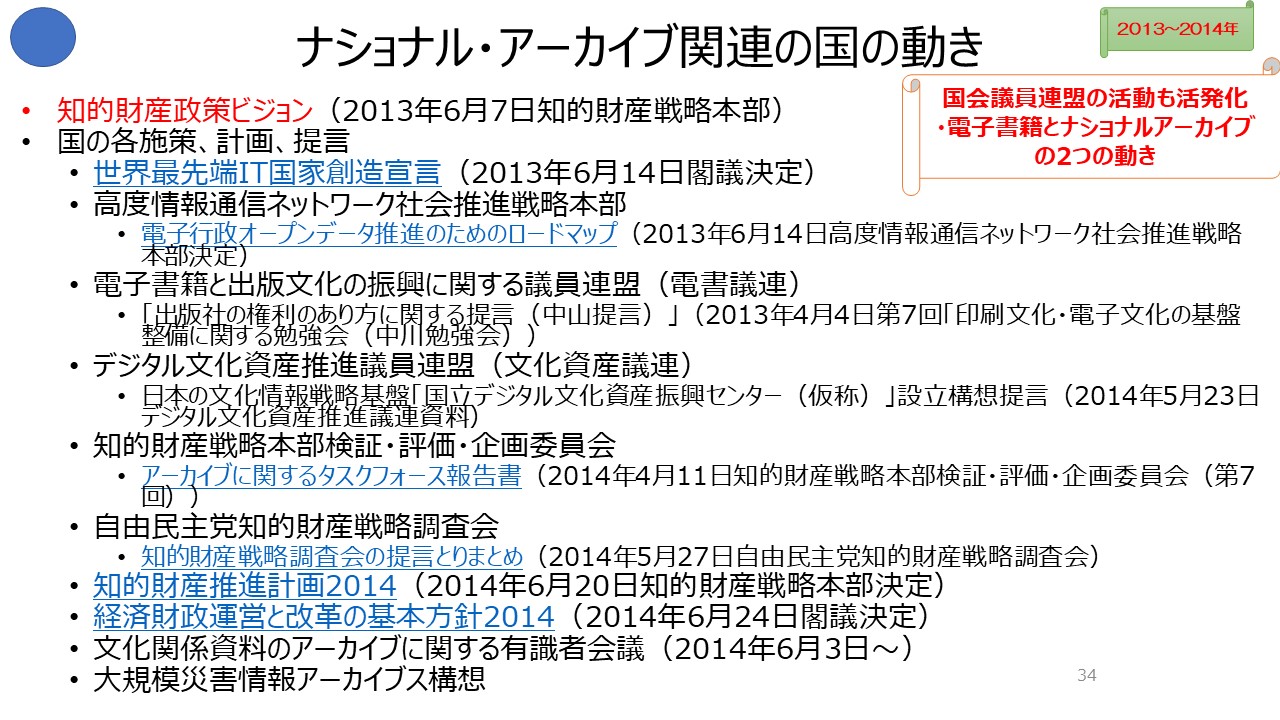 ナショナル・アーカイブ関連の国の動き
2013～2014年
国会議員連盟の活動も活発化
・電子書籍とナショナルアーカイブ
の2つの動き
• 知的財産政策ビジョン（2013年6月7日知的財産戦略本部）
• 国の各施策、計画、提言
• 世界最先端IT国家創造宣言（2013年6月14日閣議決定）
• 高度情報通信ネットワーク社会推進戦略本部
• 電子行政オープンデータ推進のためのロードマップ（2013年6月14日高度情報通信ネットワーク社会推進戦略
本部決定）
• 電子書籍と出版文化の振興に関する議員連盟（電書議連）
• 「出版社の権利のあり方に関する提言（中山提言）」（2013年4月4日第7回「印刷文化・電子文化の基盤
整備に関する勉強会（中川勉強会））
• デジタル文化資産推進議員連盟（文化資産議連）
• 日本の文化情報戦略基盤「国立デジタル文化資産振興センター（仮称）」設立構想提言（2014年5月23日
デジタル文化資産推進議連資料）
• 知的財産戦略本部検証・評価・企画委員会
• アーカイブに関するタスクフォース報告書（2014年4月11日知的財産戦略本部検証・評価・企画委員会（第7
回））
• 自由民主党知的財産戦略調査会
• 知的財産戦略調査会の提言とりまとめ（2014年5月27日自由民主党知的財産戦略調査会）
• 知的財産推進計画2014（2014年6月20日知的財産戦略本部決定）
• 経済財政運営と改革の基本方針2014（2014年6月24日閣議決定）
• 文化関係資料のアーカイブに関する有識者会議（2014年6月3日～）
• 大規模災害情報アーカイブス構想
34